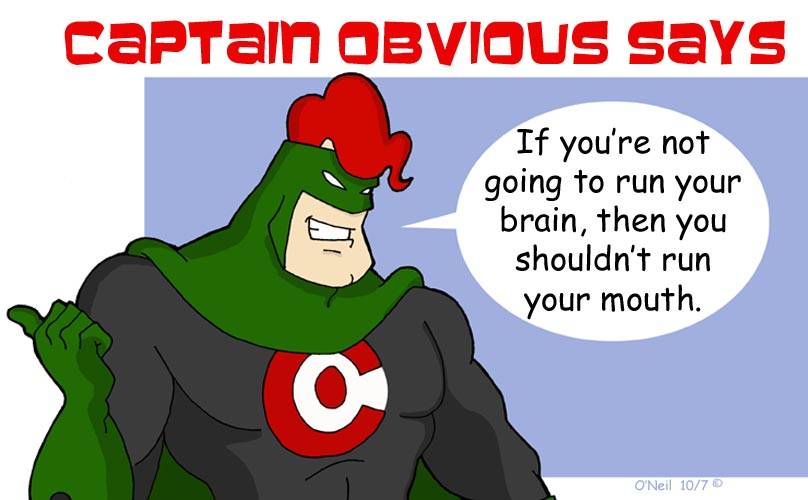 CAPTAIN OBVIOUS SAYS
If you're not
going to run your
brain, then you
shouldn't run
your mouth.
O'Neil 10/7 ©